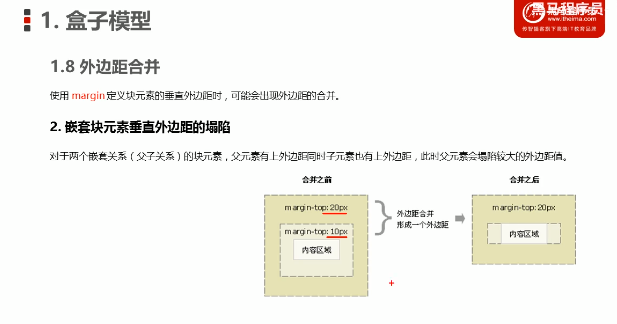 1. 盒子模型
黑马程序员
www.itheima.com
传智播客旗下高端IT教育品牌
1.8 外边距合并
使用 margin 定义块元素的垂直外边距时，可能会出现外边距的合并。
2. 嵌套块元素垂直外边距的塌陷
对于两个嵌套关系（父子关系）的块元素，父元素有上外边距同时子元素也有上外边距，此时父元素会塌陷较大的外边距值。
合并之前
合并之后
margin-top: 20px
margin-top: 10px
内容区域
外边距合并
形成一个外边距
margin-top: 20px
内容区域